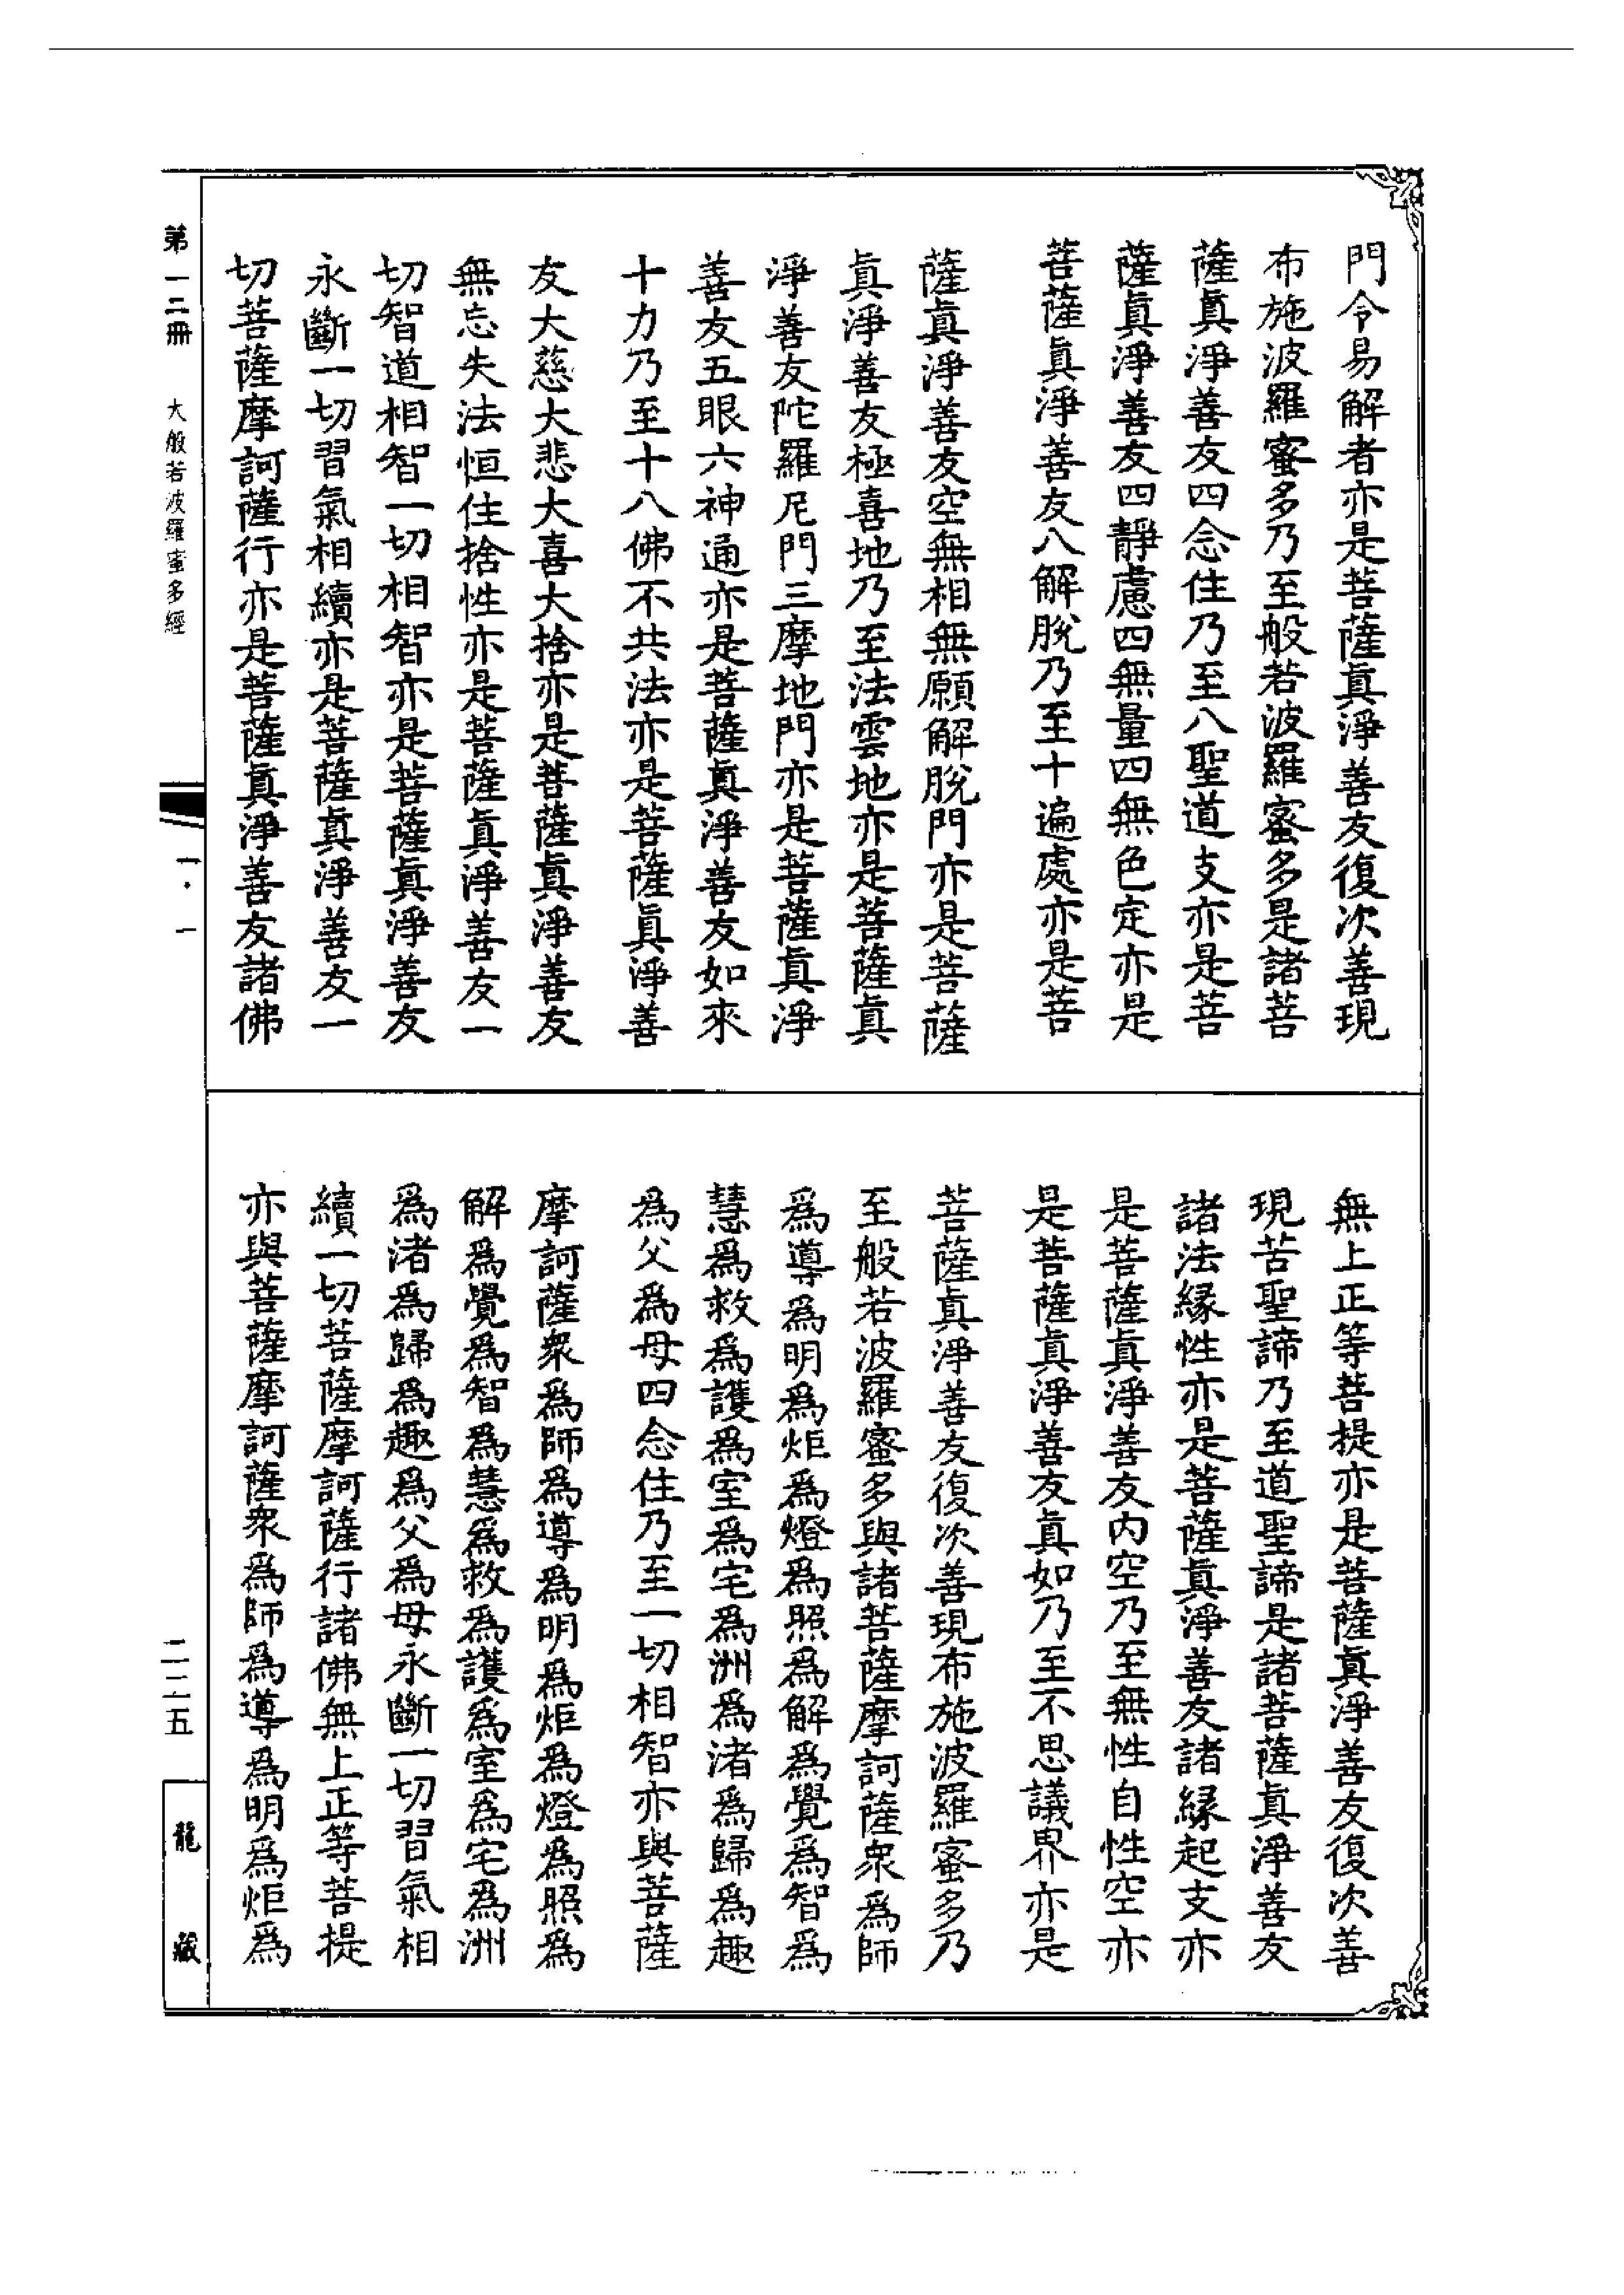 門令易解者亦是菩薩眞淨善友復次善現
布施波羅蜜多乃至般若波羅蜜多是諸菩
薩眞淨善友四念住乃至八聖道支亦是菩
薩眞淨善友四靜慮四無量四無色定亦是
菩薩眞淨善友八解脫乃至十遍處亦是菩
薩眞淨善友空無相無願解脫門亦是菩薩
眞淨善友極喜地乃至法雲地亦是菩薩眞
淨善友陀羅尼門三摩地門亦是菩薩眞淨
善友五眼六神通亦是菩薩眞淨善友如來
十力乃至十八佛不共法亦是菩薩眞淨善
友大慈大悲大喜大捨亦是菩薩眞淨善友
無忘失法恒住捨性亦是菩薩眞淨善友一
切智道相智一切相智亦是菩薩眞淨善友
永斷一切習氣相續亦是菩薩眞淨善友一
切菩薩摩訶薩行亦是菩薩眞淨善友諸佛
無上正等菩提亦是菩薩眞淨善友復次善
現苦聖諦乃至道聖諦是諸菩薩眞淨善友
諸法緣性亦是菩薩眞淨善友諸緣起支亦
是菩薩眞淨善友內空乃至無性自性空亦
是菩薩眞淨善友眞如乃至不思議界亦是
菩薩眞淨善友復次善現布施波羅蜜多乃
至般若波羅蜜多與諸菩薩摩訶薩衆爲師
爲導爲明爲炬爲燈爲照爲解爲覺爲智爲
慧爲救爲護爲室爲宅爲洲爲渚爲歸爲趣
爲父爲母四念住乃至一切相智亦與菩薩
摩訶薩衆爲師爲導爲明爲炬爲燈爲照爲
解爲覺爲智爲慧爲救爲護爲室爲宅爲洲
爲渚爲歸爲趣爲父爲母永斷一切習氣相
續一切菩薩摩訶薩行諸佛無上正等菩提
亦與菩薩摩訶薩衆爲師爲導爲明爲炬爲
第一二冊 大般若波羅蜜多經
一·一
二二五
龍藏